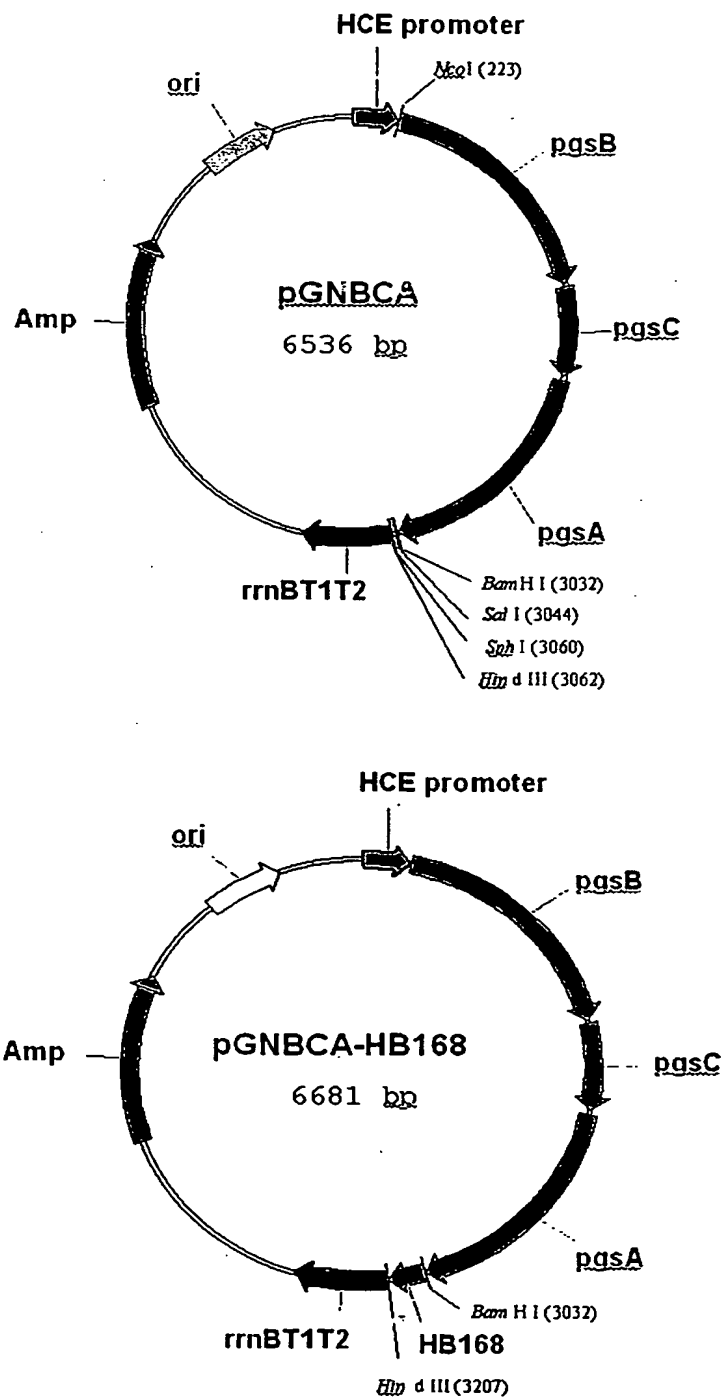 HCE promoter
NcoI (223)
ori
pgsB
pGNBCA
6536 bp
Amp
pgsC
pgsA
rrnBT1T2
BamH I (3032)
Sal I (3044)
Sph I (3060)
Hin d III (3062)
HCE promoter
ori
pgsB
pGNBCA-HB168
6681 bp
Amp
pgsC
pgsA
rrnBT1T2
HB168
Bam H I (3032)
Hin d III (3207)